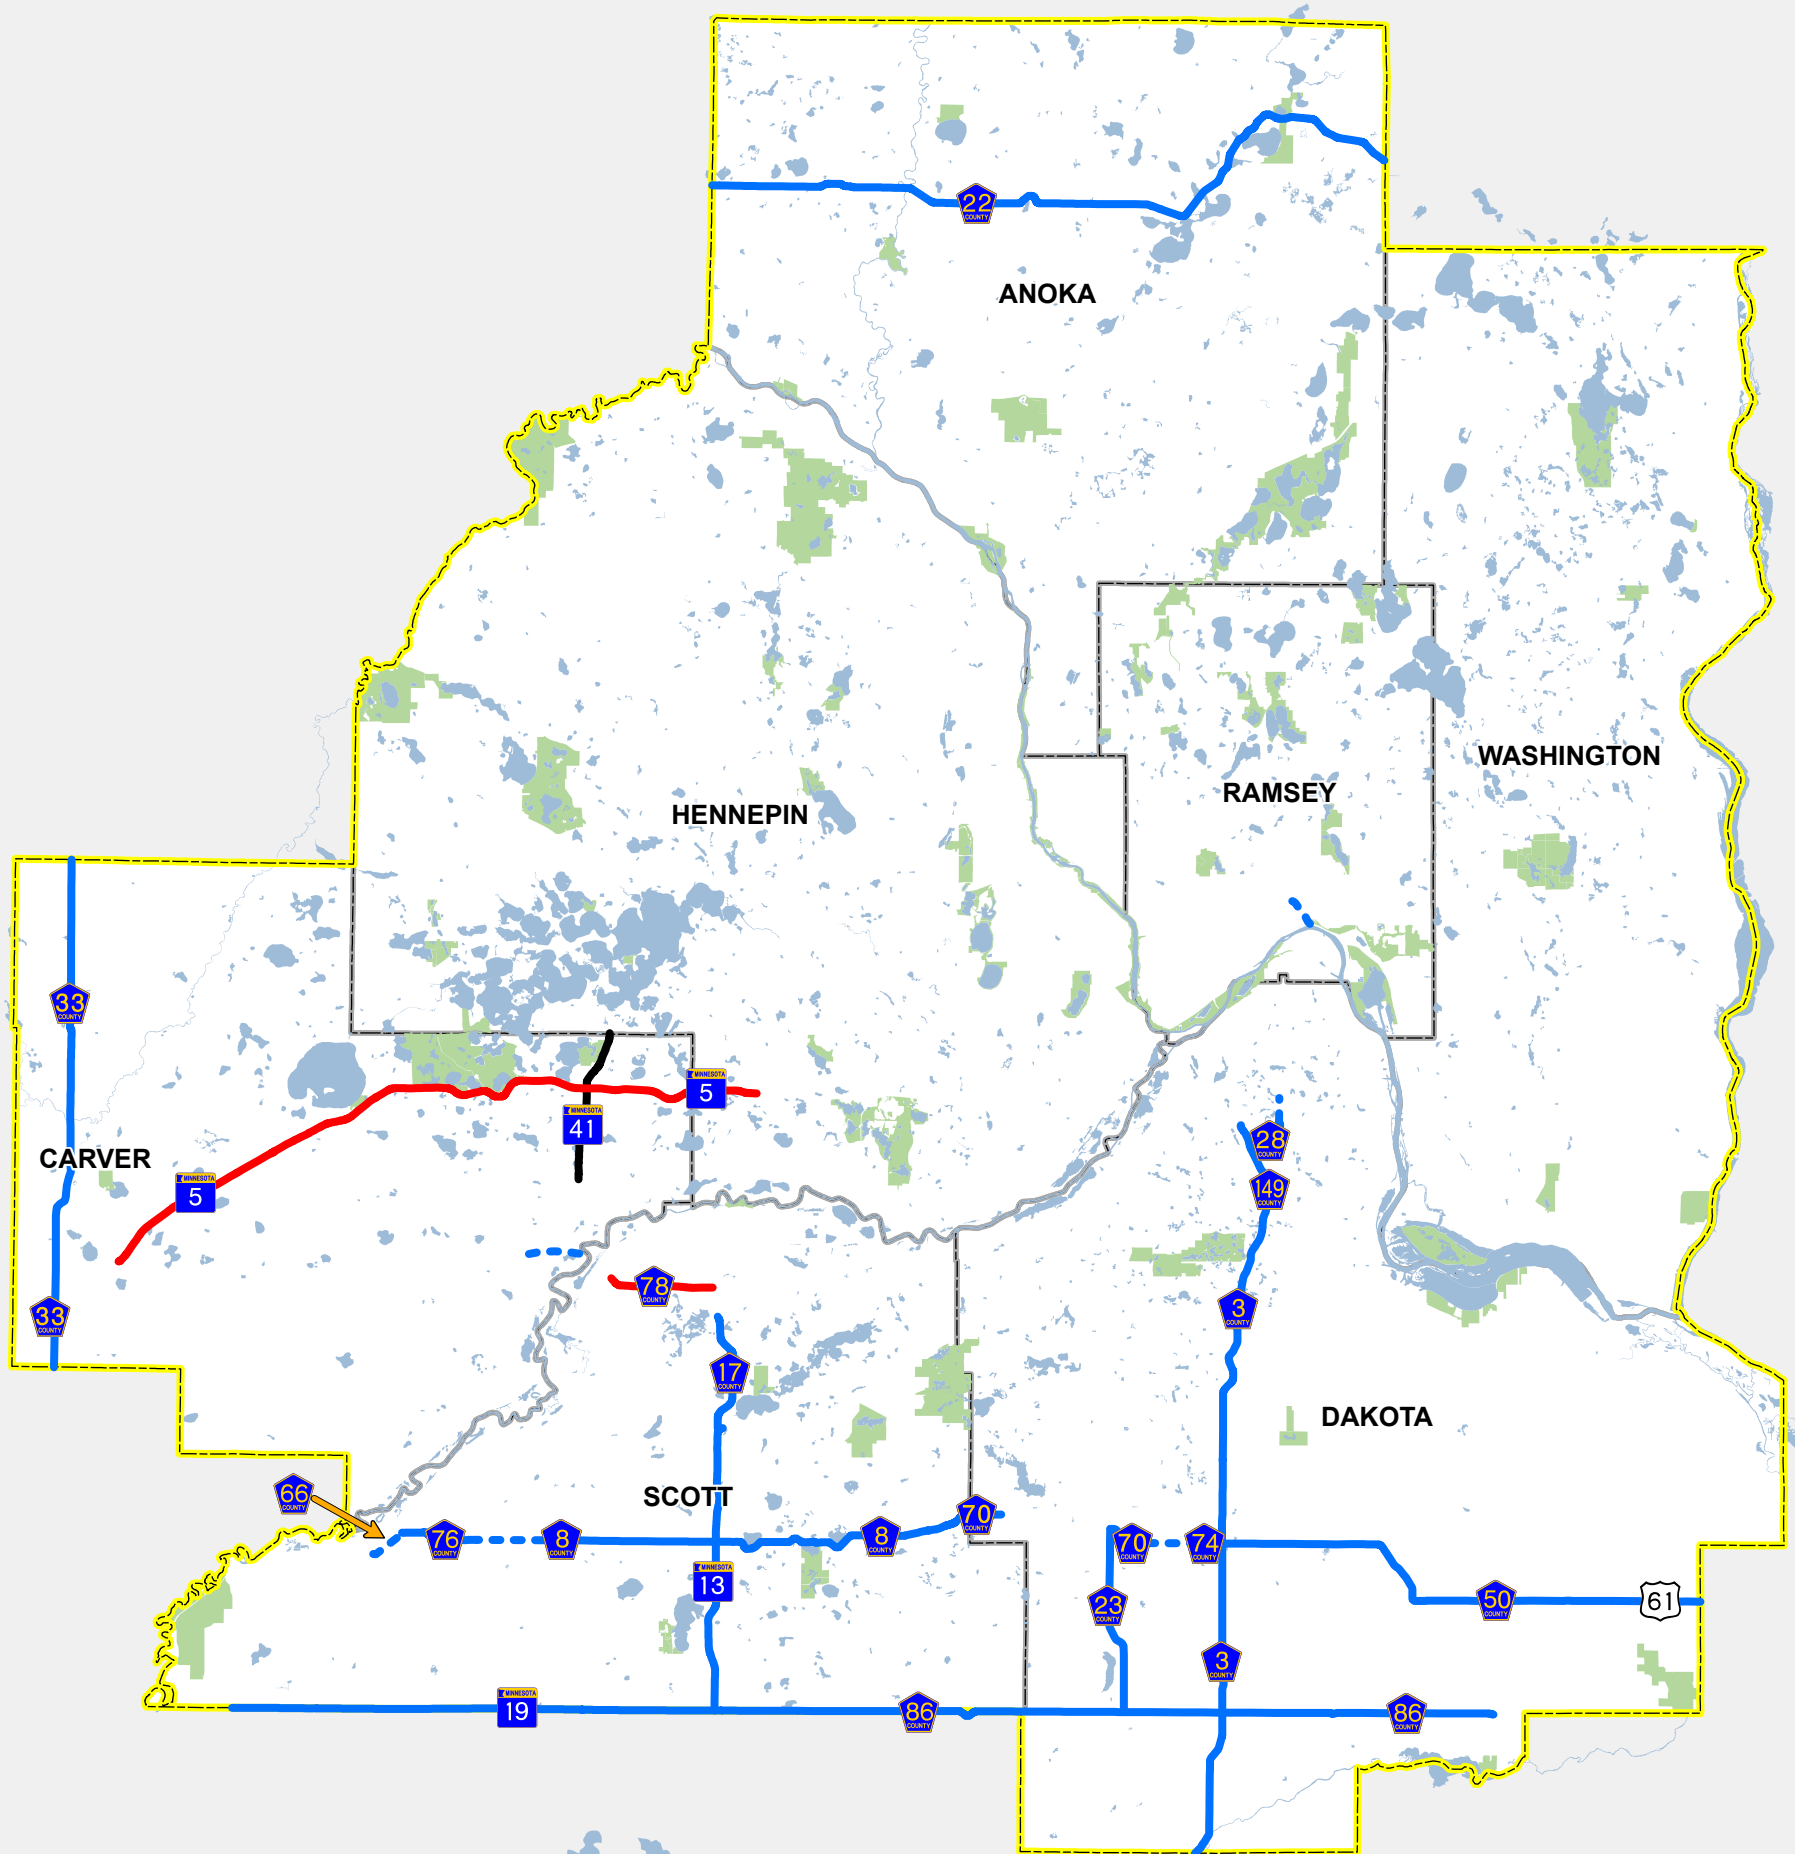 22
COUNTY
ANOKA
WASHINGTON
RAMSEY
HENNEPIN
33
COUNTY
MINNESOTA
5
MINNESOTA
41
28
COUNTY
CARVER
MINNESOTA
5
149
COUNTY
78
COUNTY
33
COUNTY
3
COUNTY
17
COUNTY
DAKOTA
66
COUNTY
SCOTT
70
COUNTY
76
COUNTY
8
COUNTY
8
COUNTY
70
COUNTY
74
COUNTY
MINNESOTA
13
23
COUNTY
50
COUNTY
61
3
COUNTY
MINNESOTA
19
86
COUNTY
86
COUNTY